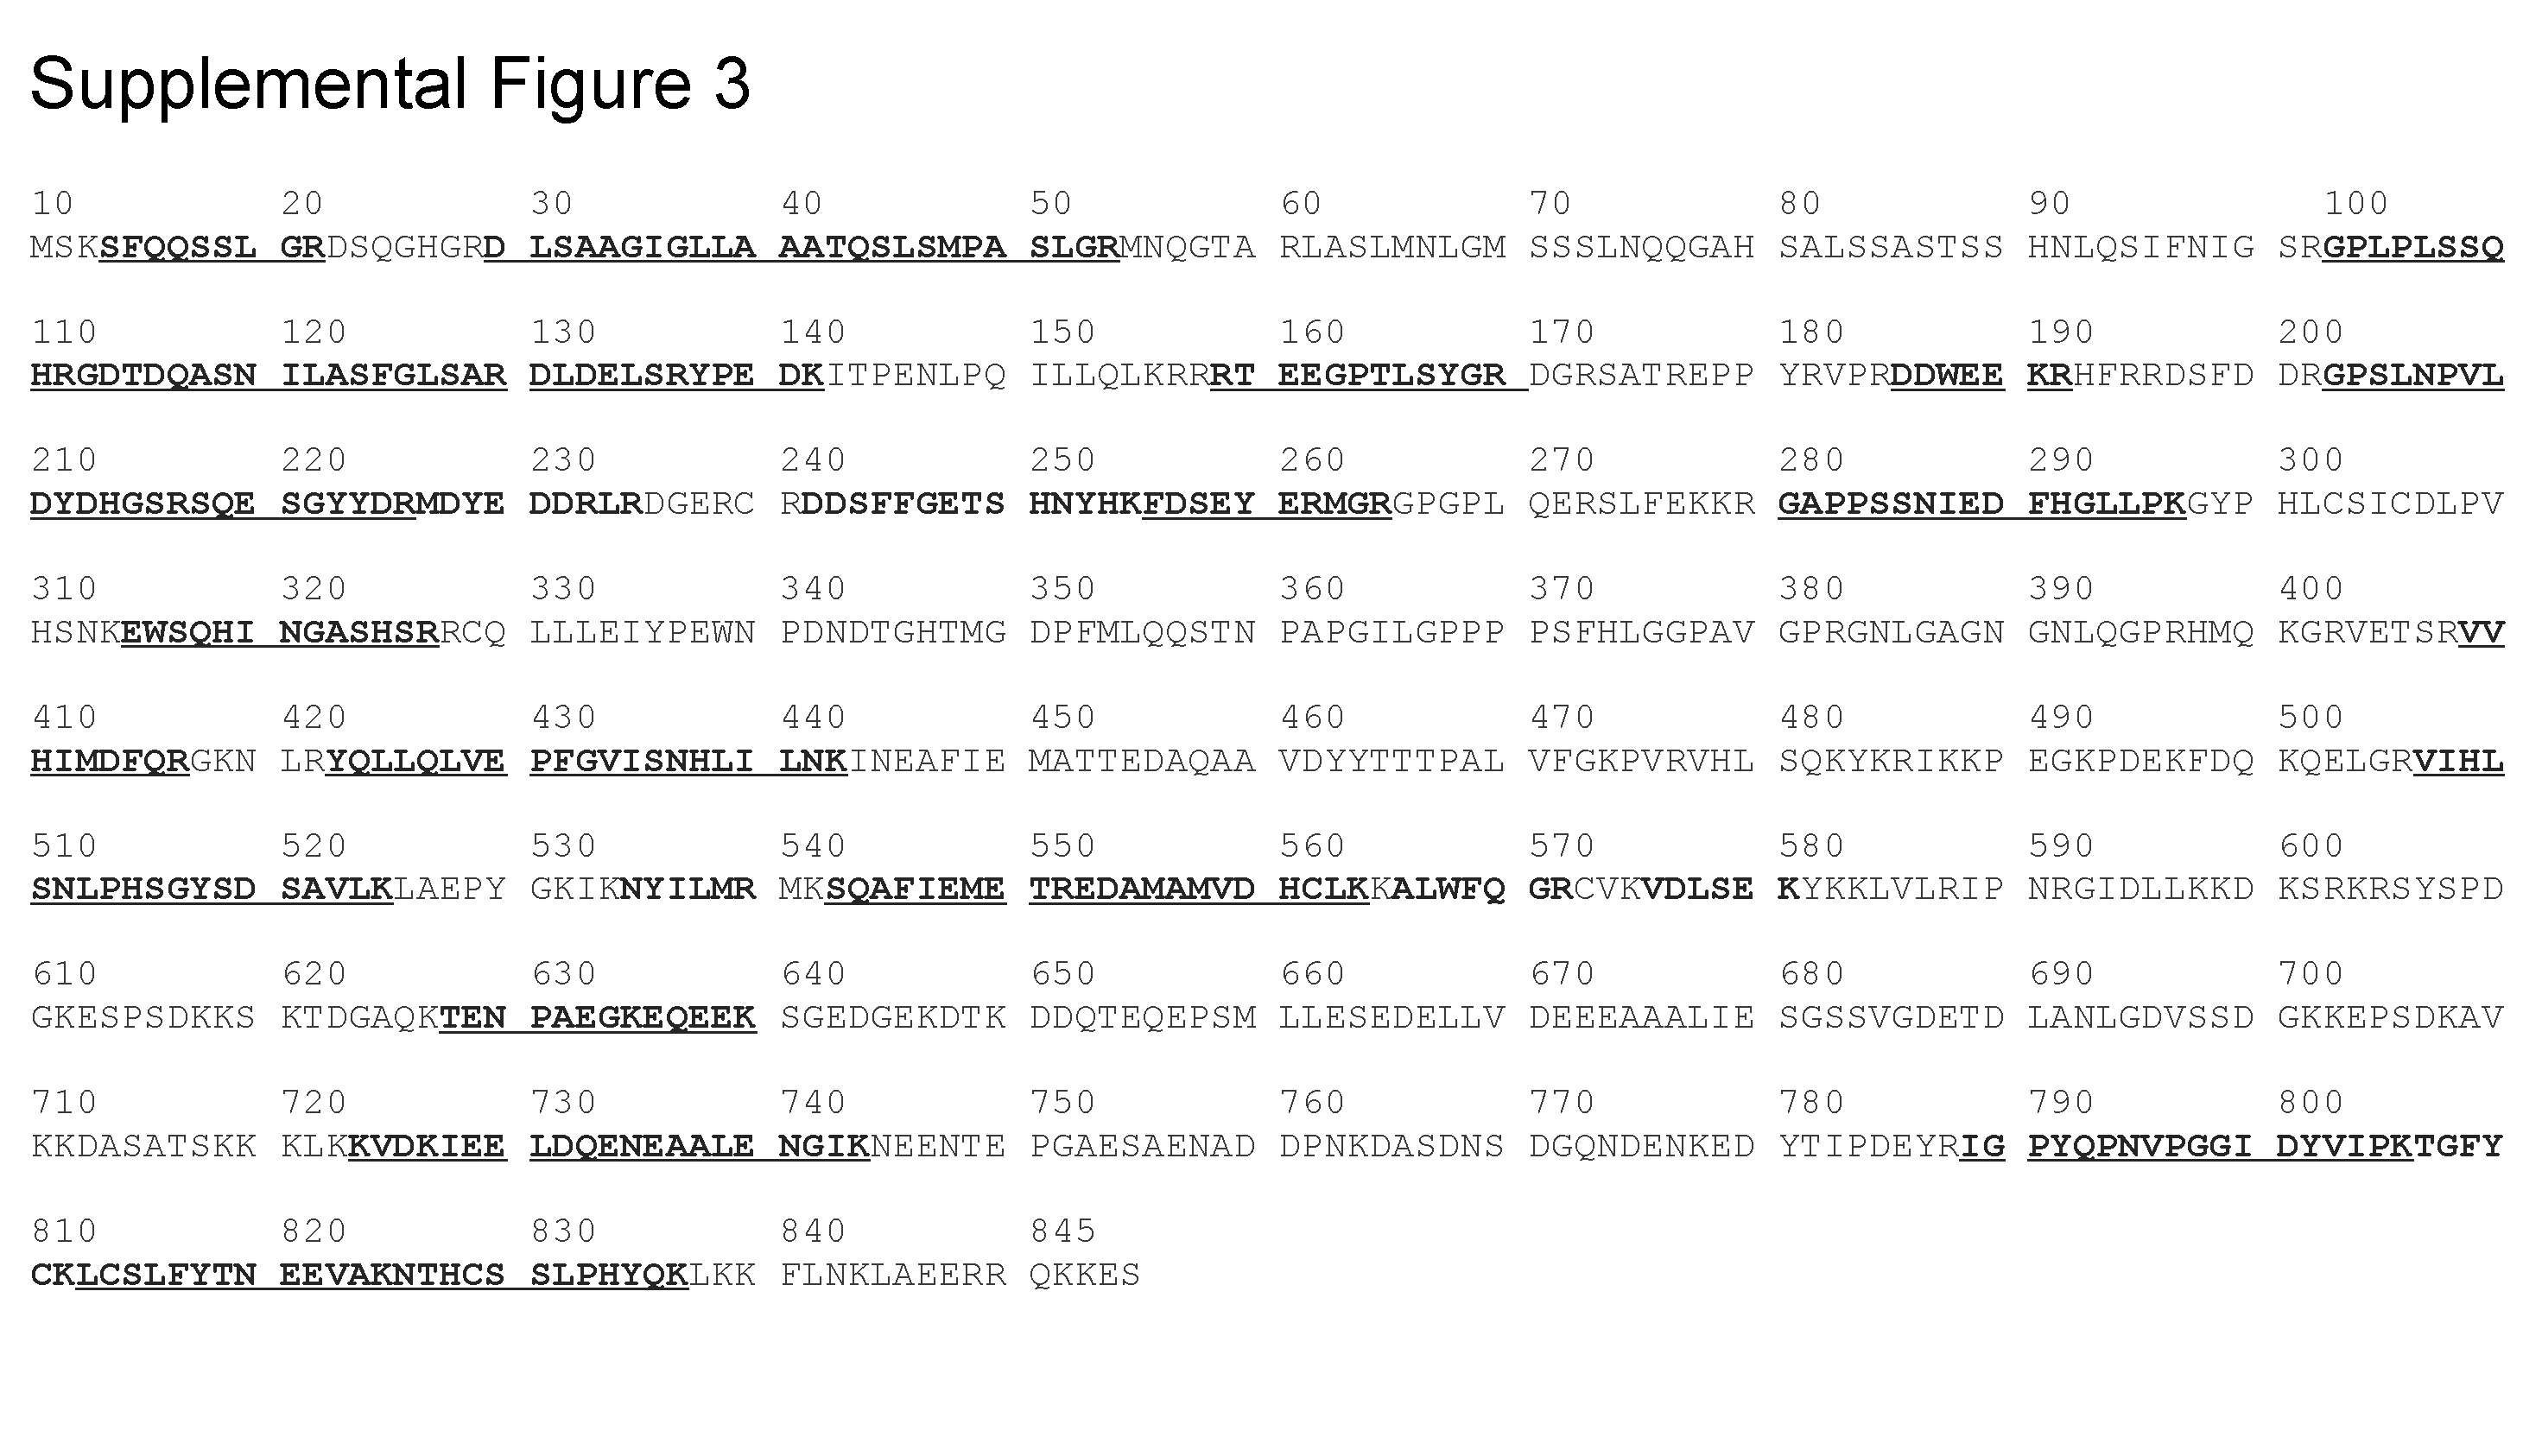 Supplemental Figure 3
10 20 30 40 50 60 70 80 90 100
MSKSFQQSSL GRDSQGHGRD LSAAGIGLLA AATQSLSMPA SLGRMNQGTA RLASLMNLGM SSSLNQQGAH SALSSASTSS HNLQSIFNIG SRGPLPLSSQ
110 120 130 140 150 160 170 180 190 200
HRGDTDQASN ILASFGLSAR DLDELSRYPE DKITPENLPQ ILLQLKRRRT EEGPTLSYGR DGRSATREPP YRVPRDDWEE KRHFRRDSFD DRGPSLNPVL
210 220 230 240 250 260 270 280 290 300
DYDHGSRSQE SGYYDRMDYE DDRLRDGERC RDDSFFGETS HNYHKFDSEY ERMGRGPGPL QERSLFEKKR GAPPSSNIED FHGLLPKGYP HLCSICDLPV
310 320 330 340 350 360 370 380 390 400
HSNKEWSQHI NGASHSRRCQ LLLEIYPEWN PDNDTGHTMG DPFMLQQSTN PAPGILGPPP PSFHLGGPAV GPRGNLGAGN GNLQGPRHMQ KGRVETSRVV
410 420 430 440 450 460 470 480 490 500
HIMDFQRGKN LRYQLLQLVE PFGVISNHLI LNKINEAFIE MATTEDAQAA VDYYTTTPAL VFGKPVRVHL SQKYKRIKKP EGKPDEKFDQ KQELGRVIHL
510 520 530 540 550 560 570 580 590 600
SNLPHSGYSD SAVLKLAEPY GKIKNYILMR MKSQAFIEME TREDAMAMVD HCLKKALWFQ GRCVKVDLSE KYKKLVLRIP NRGIDLLKKD KSRKRSYSPD
610 620 630 640 650 660 670 680 690 700
GKESPSDKKS KTDGAQKTEN PAEGKEQEEK SGEDGEKDTK DDQTEQEPSM LLESEDELLV DEEEAAALIE SGSSVGDETD LANLGDVSSD GKKEPSDKAV
710 720 730 740 750 760 770 780 790 800
KKDASATSKK KLKKVDKIEE LDQENEAALE NGIKNEENTE PGAESAENAD DPNKDASDNS DGQNDENKED YTIPDEYRIG PYQPNVPGGI DYVIPKTGFY
810 820 830 840 845
CKLCSLFYTN EEVAKNTHCS SLPHYQKLKK FLNKLAEERR QKKES